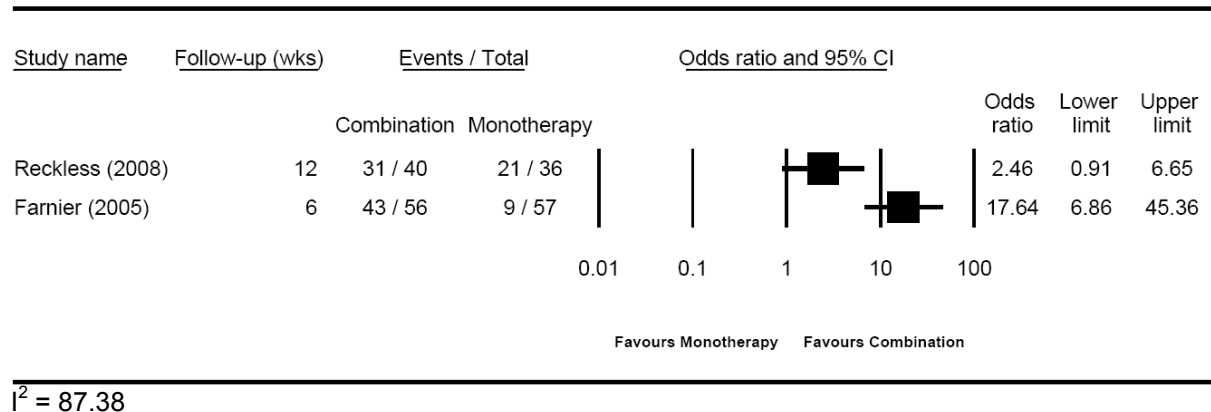 Study name Follow-up (wks) Events / Total Odds ratio and 95% CI
Combination Monotherapy Odds ratio Lower limit Upper limit
Reckless (2008) 12 31 / 40 21 / 36 2.46 0.91 6.65
Farnier (2005) 6 43 / 56 9 / 57 17.64 6.86 45.36
0.01 0.1 1 10 100
Favours Monotherapy Favours Combination
I² = 87.38